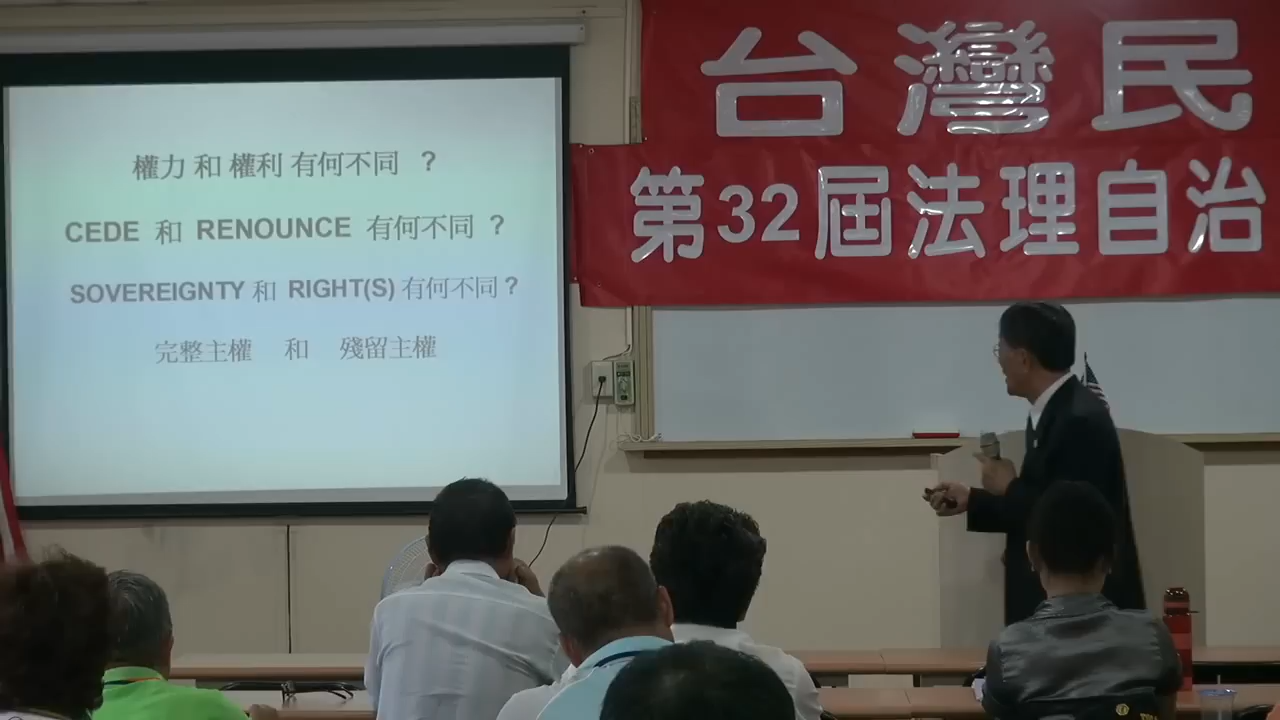 權力 和 權利 有何不同 ?
CEDE 和 RENOUNCE 有何不同 ?
SOVEREIGNTY 和 RIGHT(S) 有何不同?
完整主權 和 殘留主權
台灣民
第32屆法理自治